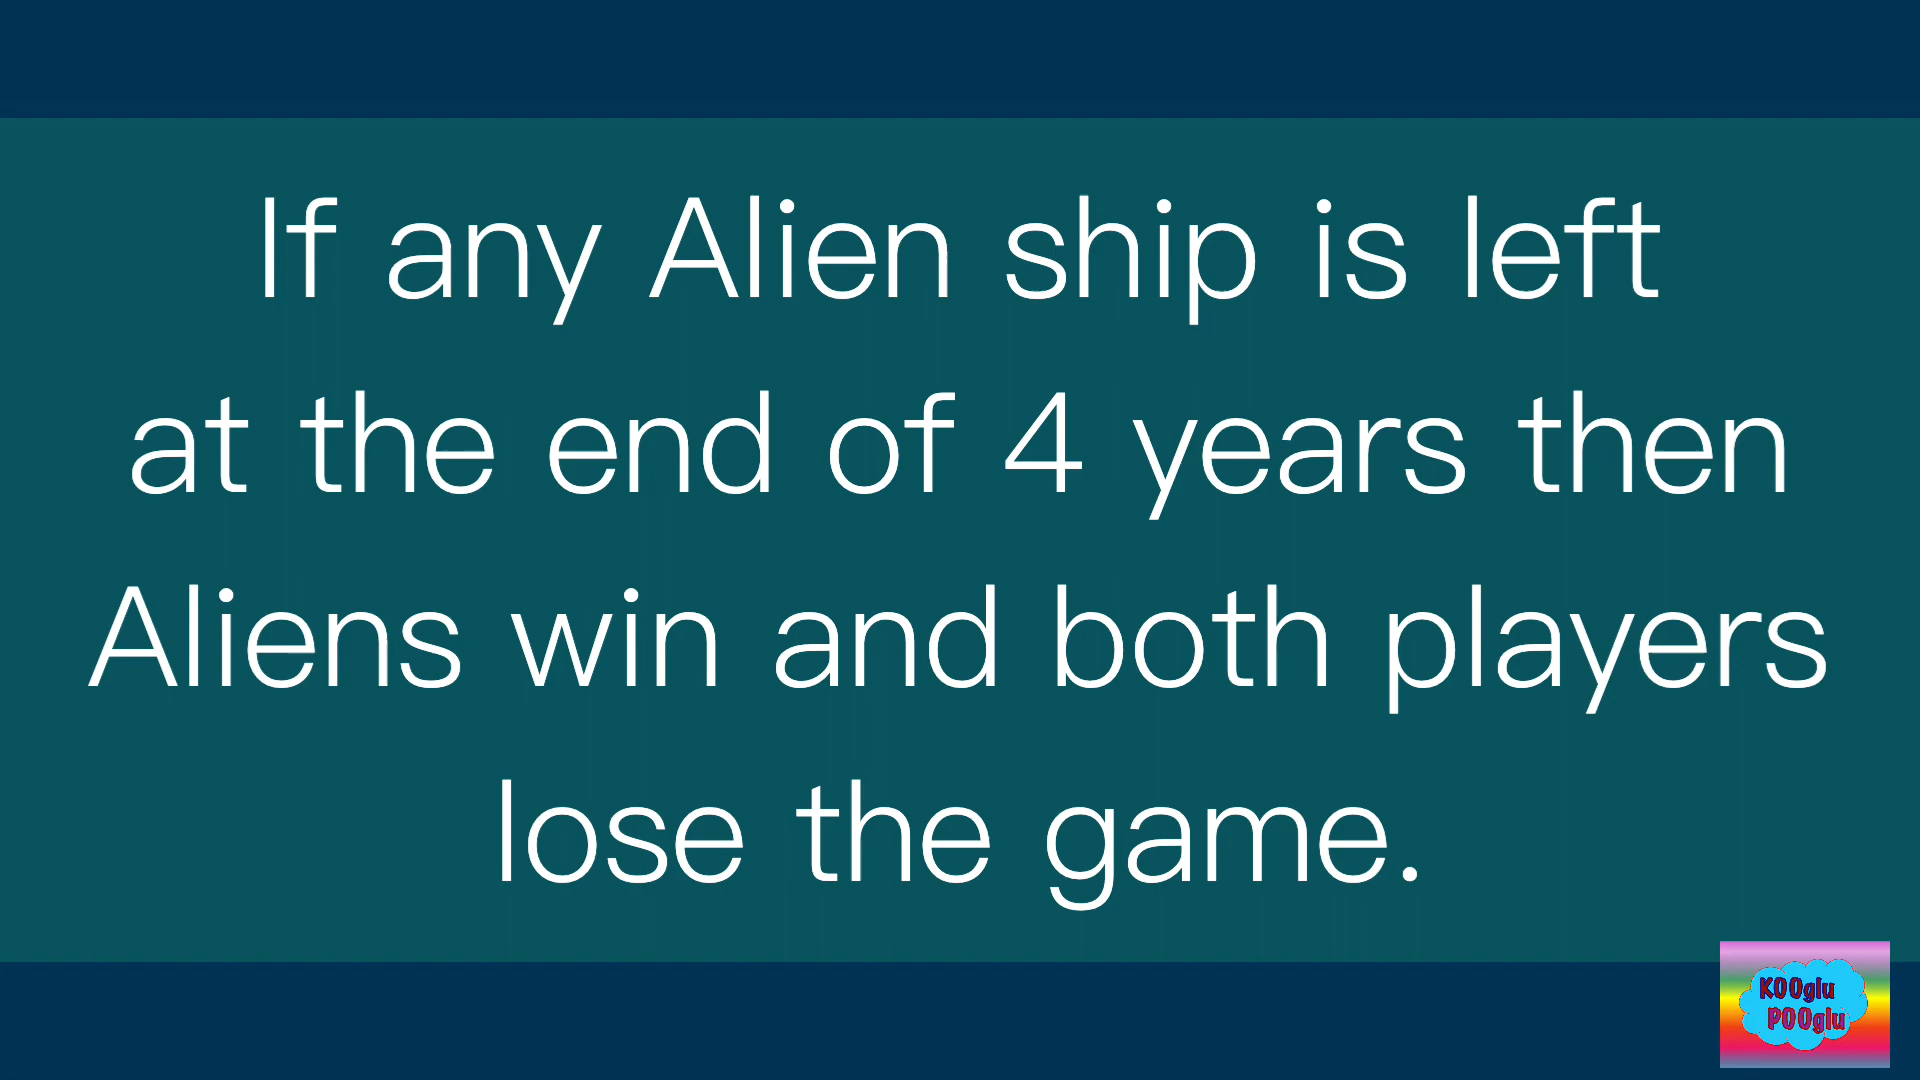 If any Alien ship is left
at the end of 4 years then
Aliens win and both players
lose the game.
KOOglu
POOglu